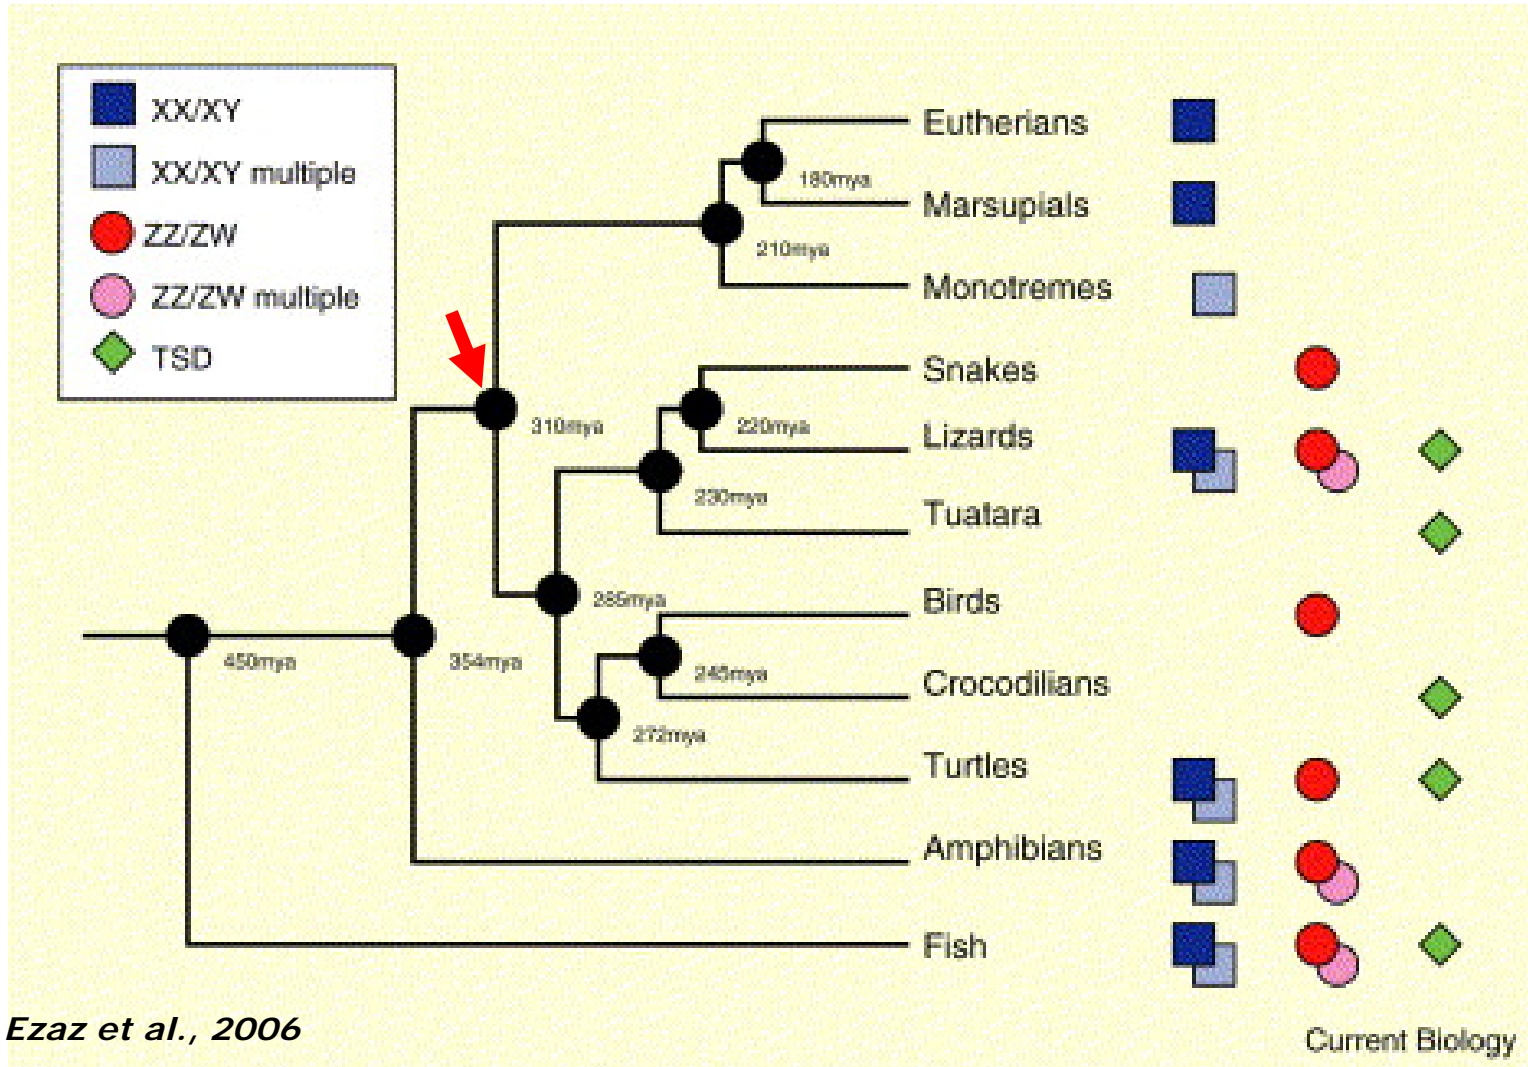 XX/XY
XX/XY multiple
ZZ/ZW
ZZ/ZW multiple
TSD
Eutherians
180mya
Marsupials
210mya
Monotremes
Snakes
310mya
220mya
Lizards
230mya
Tuatara
285mya
Birds
450mya
354mya
245mya
Crocodilians
272mya
Turtles
Amphibians
Fish
Ezaz et al., 2006
Current Biology